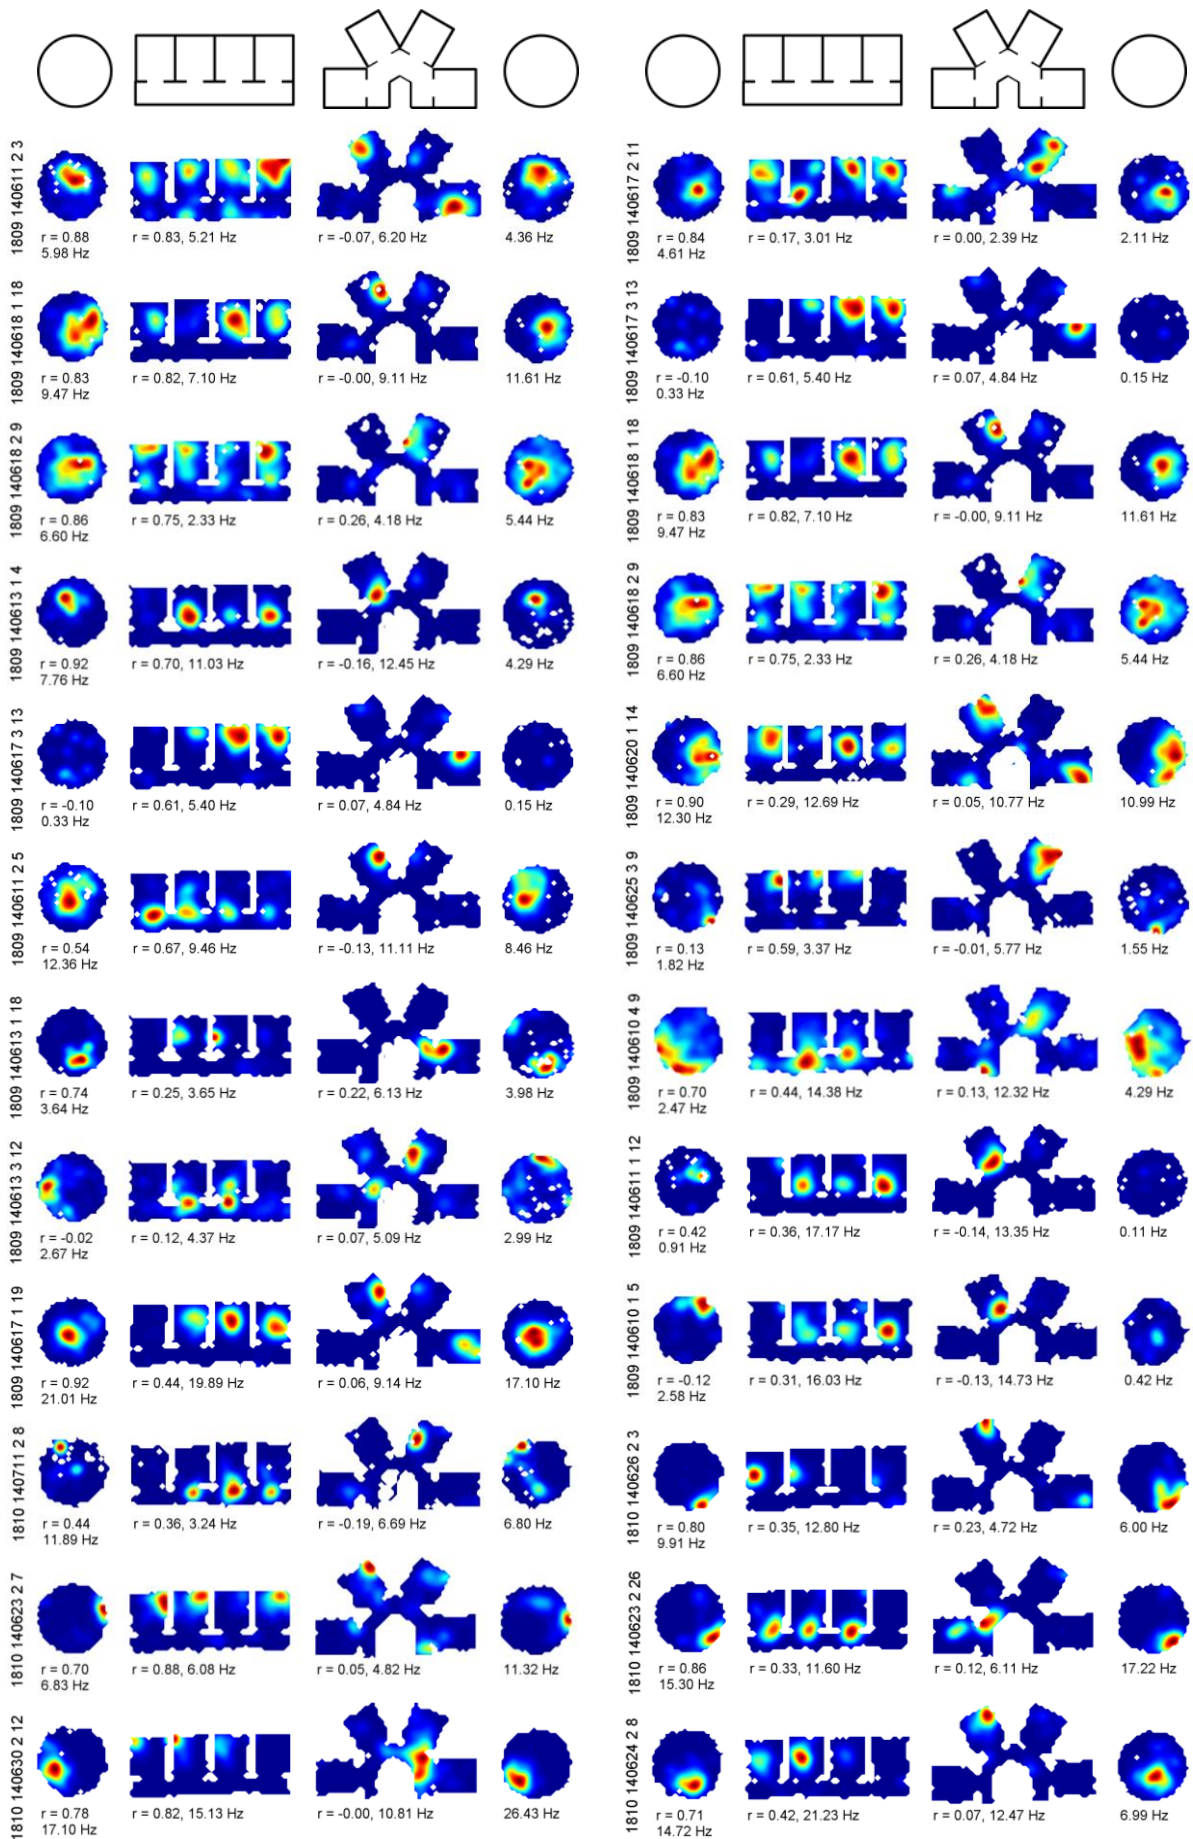 1809 140611 2 3
r = 0.88
5.98 Hz
r = 0.83, 5.21 Hz
r = -0.07, 6.20 Hz
4.36 Hz
1809 140617 2 11
r = 0.84
4.61 Hz
r = 0.17, 3.01 Hz
r = 0.00, 2.39 Hz
2.11 Hz
1809 140618 1 18
r = 0.83
9.47 Hz
r = 0.82, 7.10 Hz
r = -0.00, 9.11 Hz
11.61 Hz
1809 140617 3 13
r = -0.10
0.33 Hz
r = 0.61, 5.40 Hz
r = 0.07, 4.84 Hz
0.15 Hz
1809 140618 2 9
r = 0.86
6.60 Hz
r = 0.75, 2.33 Hz
r = 0.26, 4.18 Hz
5.44 Hz
1809 140618 1 18
r = 0.83
9.47 Hz
r = 0.82, 7.10 Hz
r = -0.00, 9.11 Hz
11.61 Hz
1809 140613 1 4
r = 0.92
7.76 Hz
r = 0.70, 11.03 Hz
r = -0.16, 12.45 Hz
4.29 Hz
1809 140618 2 9
r = 0.86
6.60 Hz
r = 0.75, 2.33 Hz
r = 0.26, 4.18 Hz
5.44 Hz
1809 140617 3 13
r = -0.10
0.33 Hz
r = 0.61, 5.40 Hz
r = 0.07, 4.84 Hz
0.15 Hz
1809 140620 1 14
r = 0.90
12.30 Hz
r = 0.29, 12.69 Hz
r = 0.05, 10.77 Hz
10.99 Hz
1809 140611 2 5
r = 0.54
12.36 Hz
r = 0.67, 9.46 Hz
r = -0.13, 11.11 Hz
8.46 Hz
1809 140625 3 9
r = 0.13
1.82 Hz
r = 0.59, 3.37 Hz
r = -0.01, 5.77 Hz
1.55 Hz
1809 140613 1 18
r = 0.74
3.64 Hz
r = 0.25, 3.65 Hz
r = 0.22, 6.13 Hz
3.98 Hz
1809 140610 4 9
r = 0.70
2.47 Hz
r = 0.44, 14.38 Hz
r = 0.13, 12.32 Hz
4.29 Hz
1809 140613 3 12
r = -0.02
2.67 Hz
r = 0.12, 4.37 Hz
r = 0.07, 5.09 Hz
2.99 Hz
1809 140611 1 12
r = 0.42
0.91 Hz
r = 0.36, 17.17 Hz
r = -0.14, 13.35 Hz
0.11 Hz
1809 140617 1 19
r = 0.92
21.01 Hz
r = 0.44, 19.89 Hz
r = 0.06, 9.14 Hz
17.10 Hz
1809 140610 1 5
r = -0.12
2.58 Hz
r = 0.31, 16.03 Hz
r = -0.13, 14.73 Hz
0.42 Hz
1810 140711 2 8
r = 0.44
11.89 Hz
r = 0.36, 3.24 Hz
r = -0.19, 6.69 Hz
6.80 Hz
1810 140626 2 3
r = 0.80
9.91 Hz
r = 0.35, 12.80 Hz
r = 0.23, 4.72 Hz
6.00 Hz
1810 140623 2 7
r = 0.70
6.83 Hz
r = 0.88, 6.08 Hz
r = 0.05, 4.82 Hz
11.32 Hz
1810 140623 2 26
r = 0.86
15.30 Hz
r = 0.33, 11.60 Hz
r = 0.12, 6.11 Hz
17.22 Hz
1810 140630 2 12
r = 0.78
17.10 Hz
r = 0.82, 15.13 Hz
r = -0.00, 10.81 Hz
26.43 Hz
1810 140624 2 8
r = 0.71
14.72 Hz
r = 0.42, 21.23 Hz
r = 0.07, 12.47 Hz
6.99 Hz